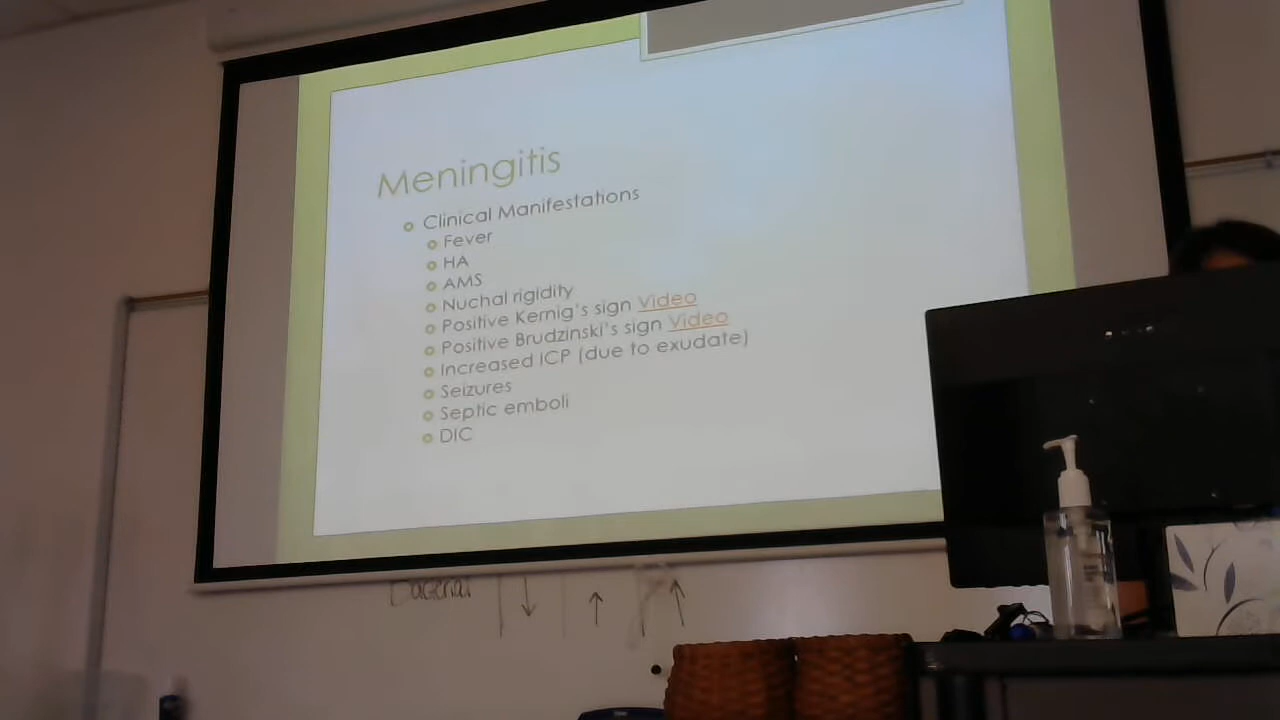 Meningitis
Clinical Manifestations
Fever
HA
AMS
Nuchal rigidity
Positive Kernig's sign Video
Positive Brudzinski's sign Video
Increased ICP (due to exudate)
Seizures
Septic emboli
DIC
Bacterial ↓ ↑ ↑